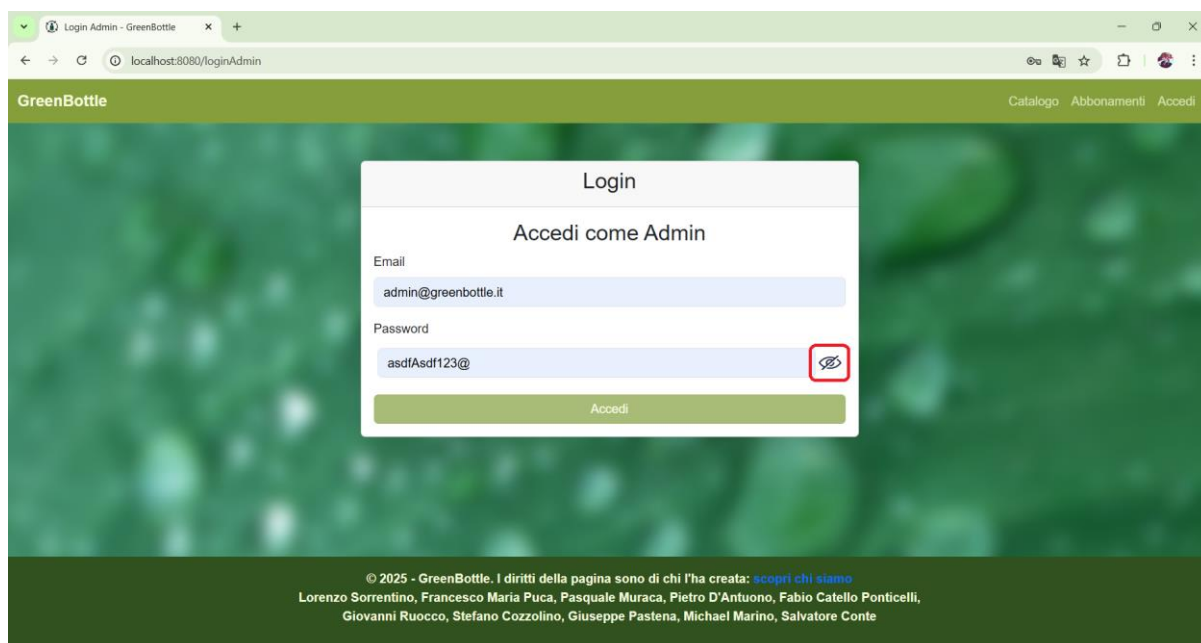 Login Admin - GreenBottle
localhost:8080/loginAdmin
GreenBottle
Catalogo Abbonamenti Accedi
Login
Accedi come Admin
Email
admin@greenbottle.it
Password
asdfAsdf123@
Accedi
© 2025 - GreenBottle. I diritti della pagina sono di chi l'ha creata: scopri chi siamo
Lorenzo Sorrentino, Francesco Maria Puca, Pasquale Muraca, Pietro D'Antuono, Fabio Catello Ponticelli,
Giovanni Ruocco, Stefano Cozzolino, Giuseppe Pastena, Michael Marino, Salvatore Conte